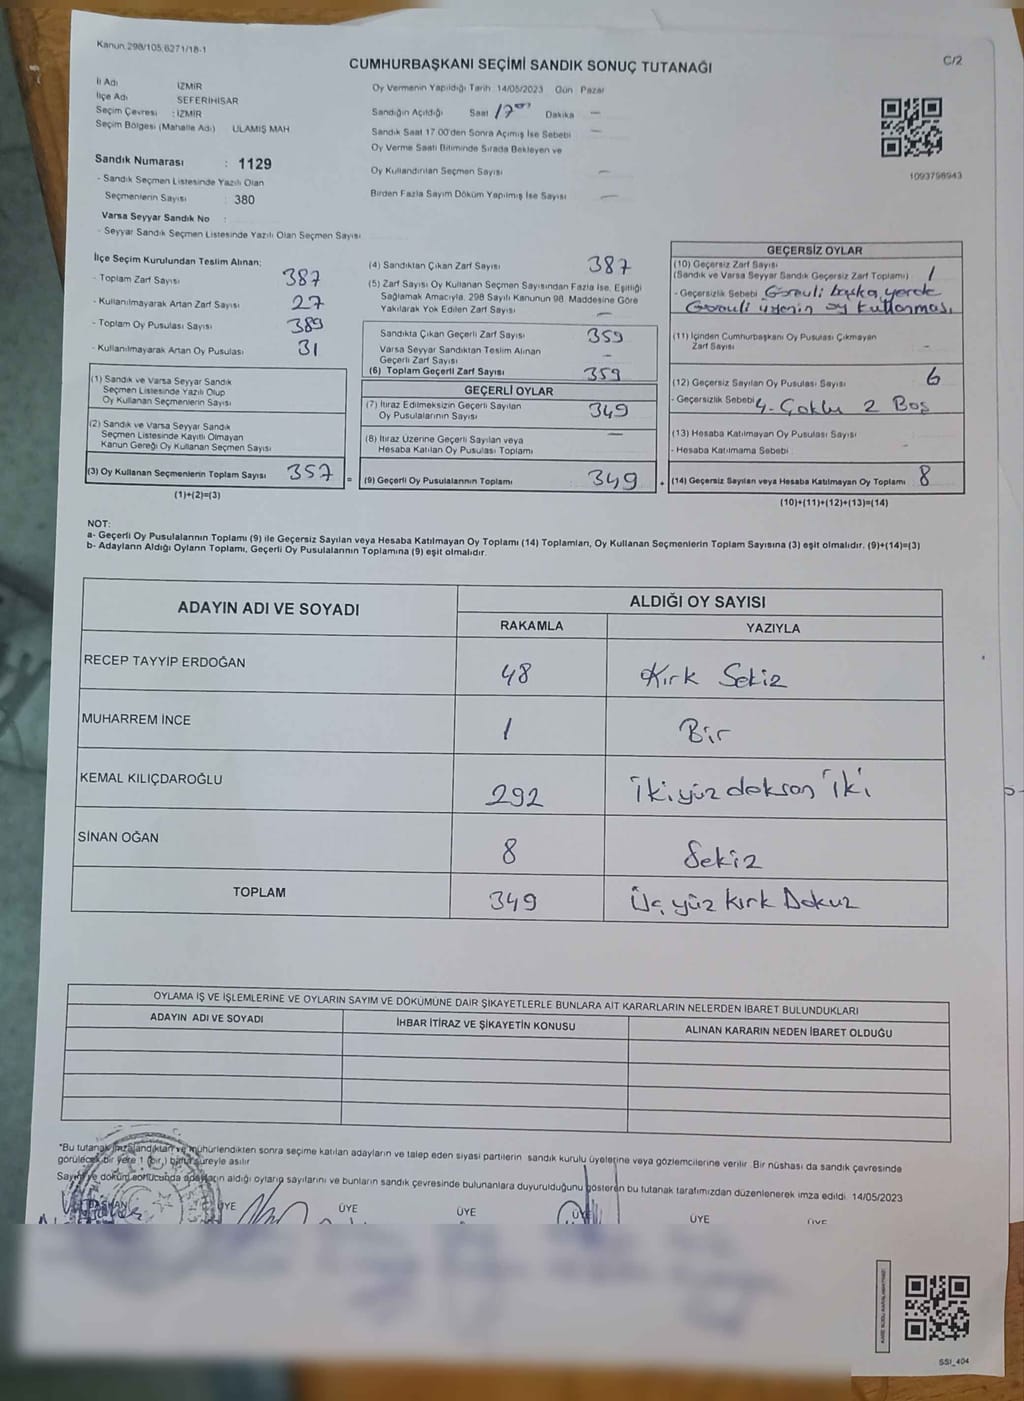 Kanun.298/105;6271/18-1
CUMHURBAŞKANI SEÇİMİ SANDIK SONUÇ TUTANAĞI
C/2
İl Adı İZMİR
İlçe Adı SEFERİHİSAR
Seçim Çevresi : İZMİR
Seçim Bölgesi (Mahalle Adı) ULAMIŞ MAH
Sandık Numarası : 1129
- Sandık Seçmen Listesinde Yazılı Olan
Seçmenlerin Sayısı 380
Varsa Seyyar Sandık No :
- Seyyar Sandık Seçmen Listesinde Yazılı Olan Seçmen Sayısı
Oy Vermenin Yapıldığı Tarih 14/05/2023 Gün Pazar
Sandığın Açıldığı Saat 17 00 Dakika —
Sandık Saat 17.00'den Sonra Açımış İse Sebebi —
Oy Verme Saati Bitiminde Sırada Bekleyen ve
Oy Kullandırılan Seçmen Sayısı —
Birden Fazla Sayım Döküm Yapılmış İse Sayısı —
1093798943
İlçe Seçim Kurulundan Teslim Alınan;
- Toplam Zarf Sayısı 387
- Kullanılmayarak Artan Zarf Sayısı 27
- Toplam Oy Pusulası Sayısı 389
- Kullanılmayarak Artan Oy Pusulası 31
(1) Sandık ve Varsa Seyyar Sandık
Seçmen Listesinde Yazılı Olup
Oy Kullanan Seçmenlerin Sayısı
(2) Sandık ve Varsa Seyyar Sandık
Seçmen Listesinde Kayıtlı Olmayan
Kanun Gereği Oy Kullanan Seçmen Sayısı
(3) Oy Kullanan Seçmenlerin Toplam Sayısı 357
(1)+(2)=(3)
(4) Sandıktan Çıkan Zarf Sayısı 387
(5) Zarf Sayısı Oy Kullanan Seçmen Sayısından Fazla İse, Eşitliği
Sağlamak Amacıyla, 298 Sayılı Kanunun 98. Maddesine Göre
Yakılarak Yok Edilen Zarf Sayısı —
Sandıkta Çıkan Geçerli Zarf Sayısı 359
Varsa Seyyar Sandıktan Teslim Alınan
Geçerli Zarf Sayısı —
(6) Toplam Geçerli Zarf Sayısı 359
GEÇERLİ OYLAR
(7) İtiraz Edilmeksizin Geçerli Sayılan
Oy Pusulalarının Sayısı 349
(8) İtiraz Üzerine Geçerli Sayılan veya
Hesaba Katılan Oy Pusulası Toplamı —
= (9) Geçerli Oy Pusulalarının Toplamı 349 +
GEÇERSİZ OYLAR
(10) Geçersiz Zarf Sayısı
(Sandık ve Varsa Seyyar Sandık Geçersiz Zarf Toplamı) 1
- Geçersizlik Sebebi Görevli başka yerde
Görevli üyenin oy kullanması
(11) İçinden Cumhurbaşkanı Oy Pusulası Çıkmayan
Zarf Sayısı -
(12) Geçersiz Sayılan Oy Pusulası Sayısı 6
- Geçersizlik Sebebi 4. Çoklu 2 Boş
(13) Hesaba Katılmayan Oy Pusulası Sayısı
- Hesaba Katılmama Sebebi -
(14) Geçersiz Sayılan veya Hesaba Katılmayan Oy Toplamı 8
(10)+(11)+(12)+(13)=(14)
NOT:
a- Geçerli Oy Pusulalarının Toplamı (9) ile Geçersiz Sayılan veya Hesaba Katılmayan Oy Toplamı (14) Toplamları, Oy Kullanan Seçmenlerin Toplam Sayısına (3) eşit olmalıdır. (9)+(14)=(3)
b- Adayların Aldığı Oyların Toplamı, Geçerli Oy Pusulalarının Toplamına (9) eşit olmalıdır.
ADAYIN ADI VE SOYADI ALDIĞI OY SAYISI
RAKAMLA YAZIYLA
RECEP TAYYİP ERDOĞAN 48 Kırk Sekiz
MUHARREM İNCE 1 Bir
KEMAL KILIÇDAROĞLU 292 İkiyüz doksan iki
SİNAN OĞAN 8 Sekiz
TOPLAM 349 Üç yüz kırk Dokuz
OYLAMA İŞ VE İŞLEMLERİNE VE OYLARIN SAYIM VE DÖKÜMÜNE DAİR ŞİKAYETLERLE BUNLARA AİT KARARLARIN NELERDEN İBARET BULUNDUKLARI
ADAYIN ADI VE SOYADI İHBAR İTİRAZ VE ŞİKAYETİN KONUSU ALINAN KARARIN NEDEN İBARET OLDUĞU
"Bu tutanak imzalandıktan ve mühürlendikten sonra seçime katılan adayların ve talep eden siyasi partilerin sandık kurulu üyelerine veya gözlemcilerine verilir. Bir nüshası da sandık çevresinde
görülecek bir yere 1 (bir) hafta süreyle asılır
Sayım ve döküm sonucunda adayların aldığı oyların sayılarını ve bunların sandık çevresinde bulunanlara duyurulduğunu gösteren bu tutanak tarafımızdan düzenlenerek imza edildi. 14/05/2023
ÜYE ÜYE ÜYE ÜYE ÜYE ÜYE
SSI_404